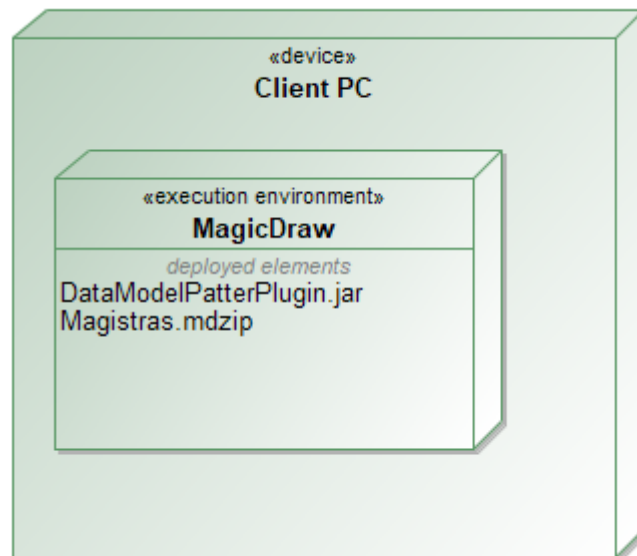 «device»
Client PC
«execution environment»
MagicDraw
deployed elements
DataModelPatterPlugin.jar
Magistras.mdzip